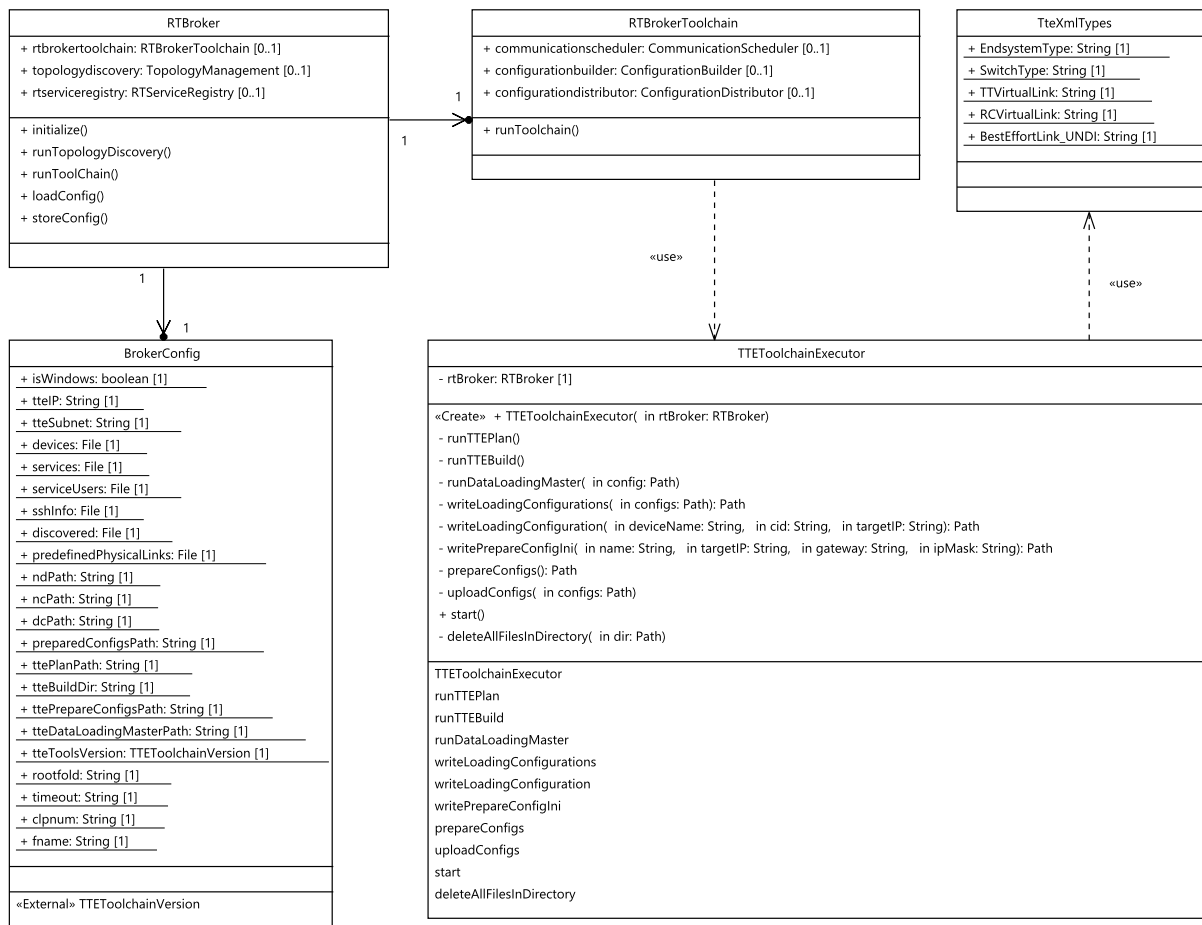 RTBroker
+ rtbrokertoolchain: RTBrokerToolchain [0..1]
+ topologydiscovery: TopologyManagement [0..1]
+ rtserviceregistry: RTServiceRegistry [0..1]
+ initialize()
+ runTopologyDiscovery()
+ runToolChain()
+ loadConfig()
+ storeConfig()
1
1
RTBrokerToolchain
+ communicationscheduler: CommunicationScheduler [0..1]
+ configurationbuilder: ConfigurationBuilder [0..1]
+ configurationdistributor: ConfigurationDistributor [0..1]
+ runToolchain()
TteXmlTypes
+ EndsystemType: String [1]
+ SwitchType: String [1]
+ TTVirtualLink: String [1]
+ RCVirtualLink: String [1]
+ BestEffortLink_UNDI: String [1]
«use»
«use»
1
1
BrokerConfig
+ isWindows: boolean [1]
+ tteIP: String [1]
+ tteSubnet: String [1]
+ devices: File [1]
+ services: File [1]
+ serviceUsers: File [1]
+ sshInfo: File [1]
+ discovered: File [1]
+ predefinedPhysicalLinks: File [1]
+ ndPath: String [1]
+ ncPath: String [1]
+ dcPath: String [1]
+ preparedConfigsPath: String [1]
+ ttePlanPath: String [1]
+ tteBuildDir: String [1]
+ ttePrepareConfigsPath: String [1]
+ tteDataLoadingMasterPath: String [1]
+ tteToolsVersion: TTEToolchainVersion [1]
+ rootfold: String [1]
+ timeout: String [1]
+ clpnum: String [1]
+ fname: String [1]
«External» TTEToolchainVersion
TTEToolchainExecutor
- rtBroker: RTBroker [1]
«Create» + TTEToolchainExecutor( in rtBroker: RTBroker)
- runTTEPlan()
- runTTEBuild()
- runDataLoadingMaster( in config: Path)
- writeLoadingConfigurations( in configs: Path): Path
- writeLoadingConfiguration( in deviceName: String, in cid: String, in targetIP: String): Path
- writePrepareConfigIni( in name: String, in targetIP: String, in gateway: String, in ipMask: String): Path
- prepareConfigs(): Path
- uploadConfigs( in configs: Path)
+ start()
- deleteAllFilesInDirectory( in dir: Path)
TTEToolchainExecutor
runTTEPlan
runTTEBuild
runDataLoadingMaster
writeLoadingConfigurations
writeLoadingConfiguration
writePrepareConfigIni
prepareConfigs
uploadConfigs
start
deleteAllFilesInDirectory